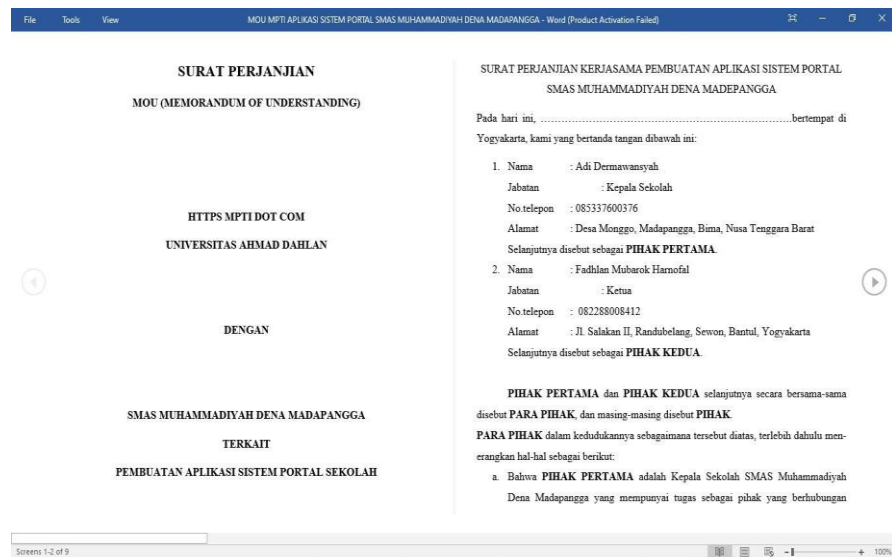 File Tools View MOU MPTI APLIKASI SISTEM PORTAL SMAS MUHAMMADIYAH DENA MADAPANGGA - Word (Product Activation Failed)
SURAT PERJANJIAN
MOU (MEMORANDUM OF UNDERSTANDING)
HTTPS MPTI DOT COM
UNIVERSITAS AHMAD DAHLAN
DENGAN
SMAS MUHAMMADIYAH DENA MADAPANGGA
TERKAIT
PEMBUATAN APLIKASI SISTEM PORTAL SEKOLAH
SURAT PERJANJIAN KERJASAMA PEMBUATAN APLIKASI SISTEM PORTAL
SMAS MUHAMMADIYAH DENA MADEPANGGA
Pada hari ini, ……………………………………………………………………..bertempat di
Yogyakarta, kami yang bertanda tangan dibawah ini:
1. Nama : Adi Dermawansyah
Jabatan : Kepala Sekolah
No.telepon : 085337600376
Alamat : Desa Monggo, Madapangga, Bima, Nusa Tenggara Barat
Selanjutnya disebut sebagai PIHAK PERTAMA.
2. Nama : Fadhlan Mubarok Harnofal
Jabatan : Ketua
No.telepon : 082288008412
Alamat : Jl. Salakan II, Randubelang, Sewon, Bantul, Yogyakarta
Selanjutnya disebut sebagai PIHAK KEDUA.
PIHAK PERTAMA dan PIHAK KEDUA selanjutnya secara bersama-sama
disebut PARA PIHAK, dan masing-masing disebut PIHAK.
PARA PIHAK dalam kedudukannya sebagaimana tersebut diatas, terlebih dahulu men-
erangkan hal-hal sebagai berikut:
a. Bahwa PIHAK PERTAMA adalah Kepala Sekolah SMAS Muhammadiyah
Dena Madapangga yang mempunyai tugas sebagai pihak yang berhubungan
Screens 1-2 of 9
100%